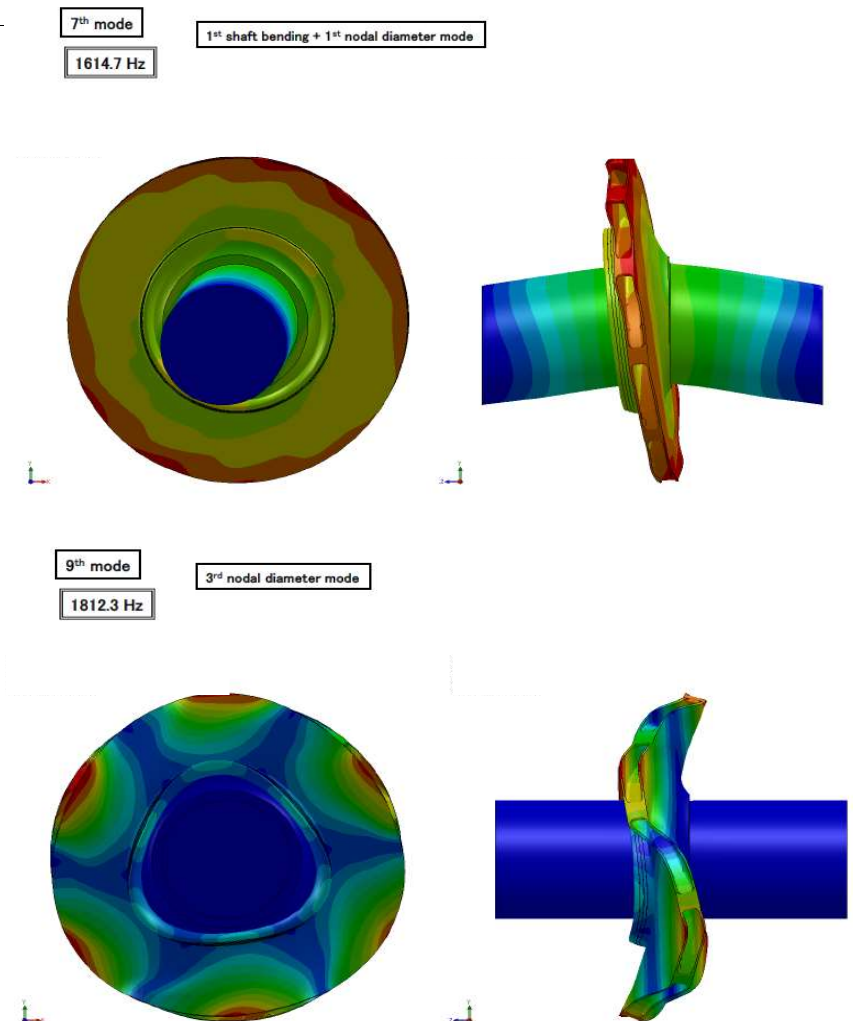 7th mode
1st shaft bending + 1st nodal diameter mode
1614.7 Hz
9th mode
3rd nodal diameter mode
1812.3 Hz